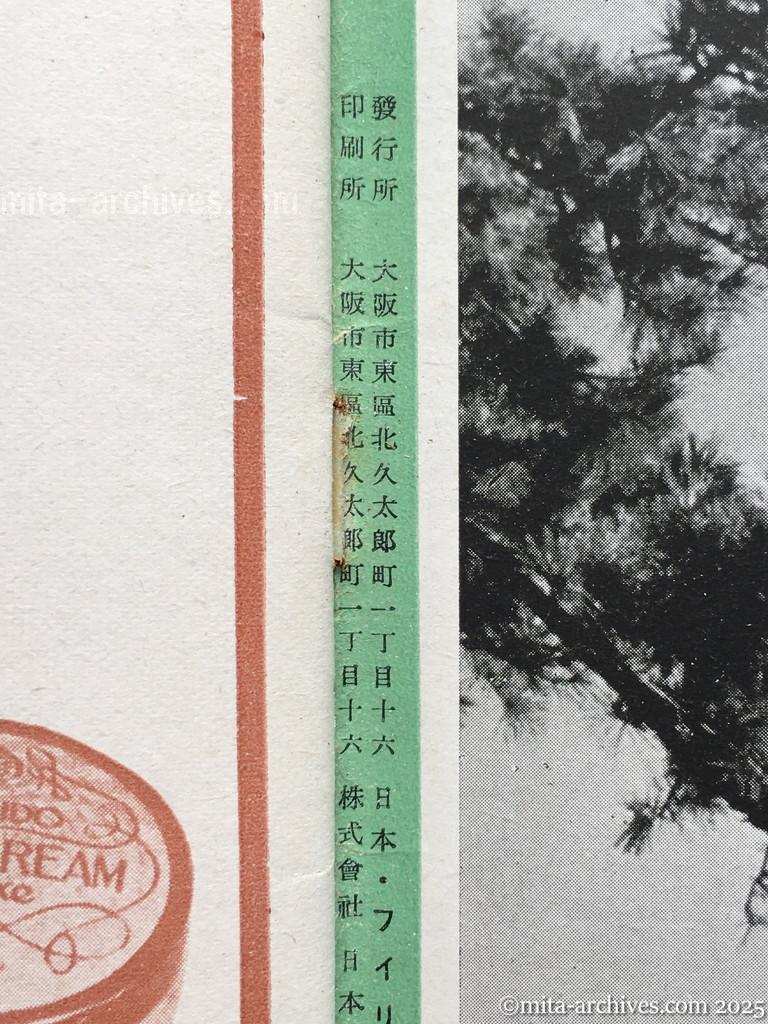 發行所 大阪市東區北久太郎町一丁目十六 日本・フイリ
印刷所 大阪市東區北久太郎町一丁目十六 株式會社 日本
CREAM
mita-archives.com
©mita-archives.com 2025